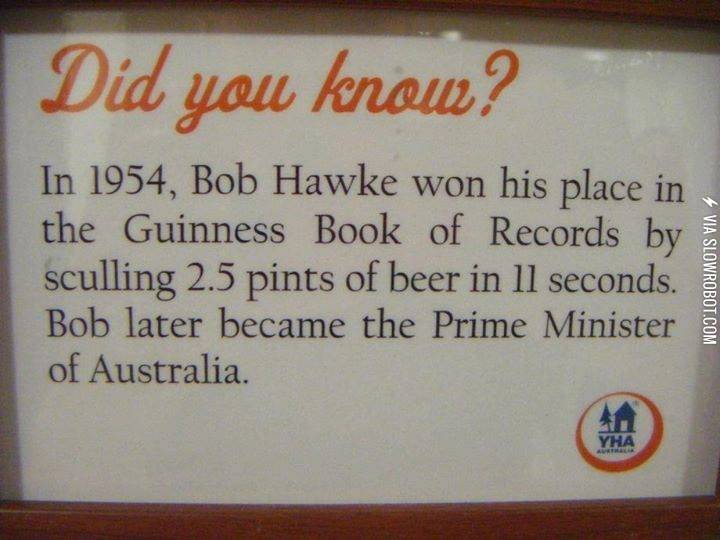 Did you know?
In 1954, Bob Hawke won his place in
the Guinness Book of Records by
sculling 2.5 pints of beer in 11 seconds.
Bob later became the Prime Minister
of Australia.
YHA
AUSTRALIA
VIA SLOWROBOT.COM